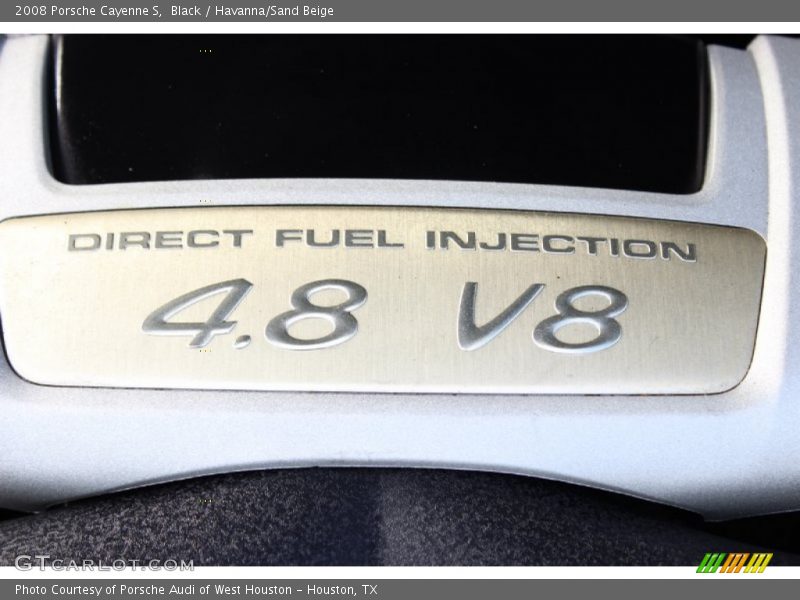 2008 Porsche Cayenne S,  Black / Havanna/Sand Beige
DIRECT FUEL INJECTION
4.8 V8
GTcarlot.com
Photo Courtesy of Porsche Audi of West Houston - Houston, TX